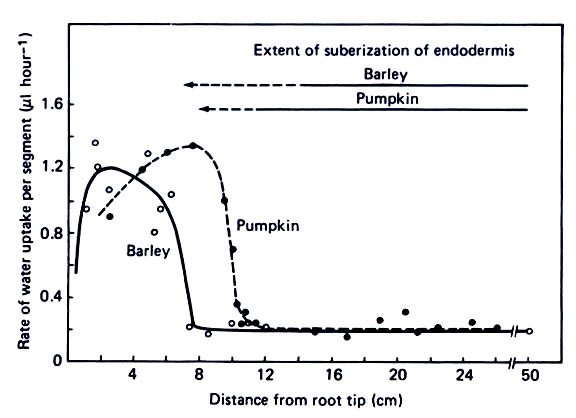 Extent of suberization of endodermis
Barley
Pumpkin
Rate of water uptake per segment (μl hour⁻¹)
1.6
1.2
0.8
0.4
0
Pumpkin
Barley
4
8
12
16
20
24
50
Distance from root tip (cm)